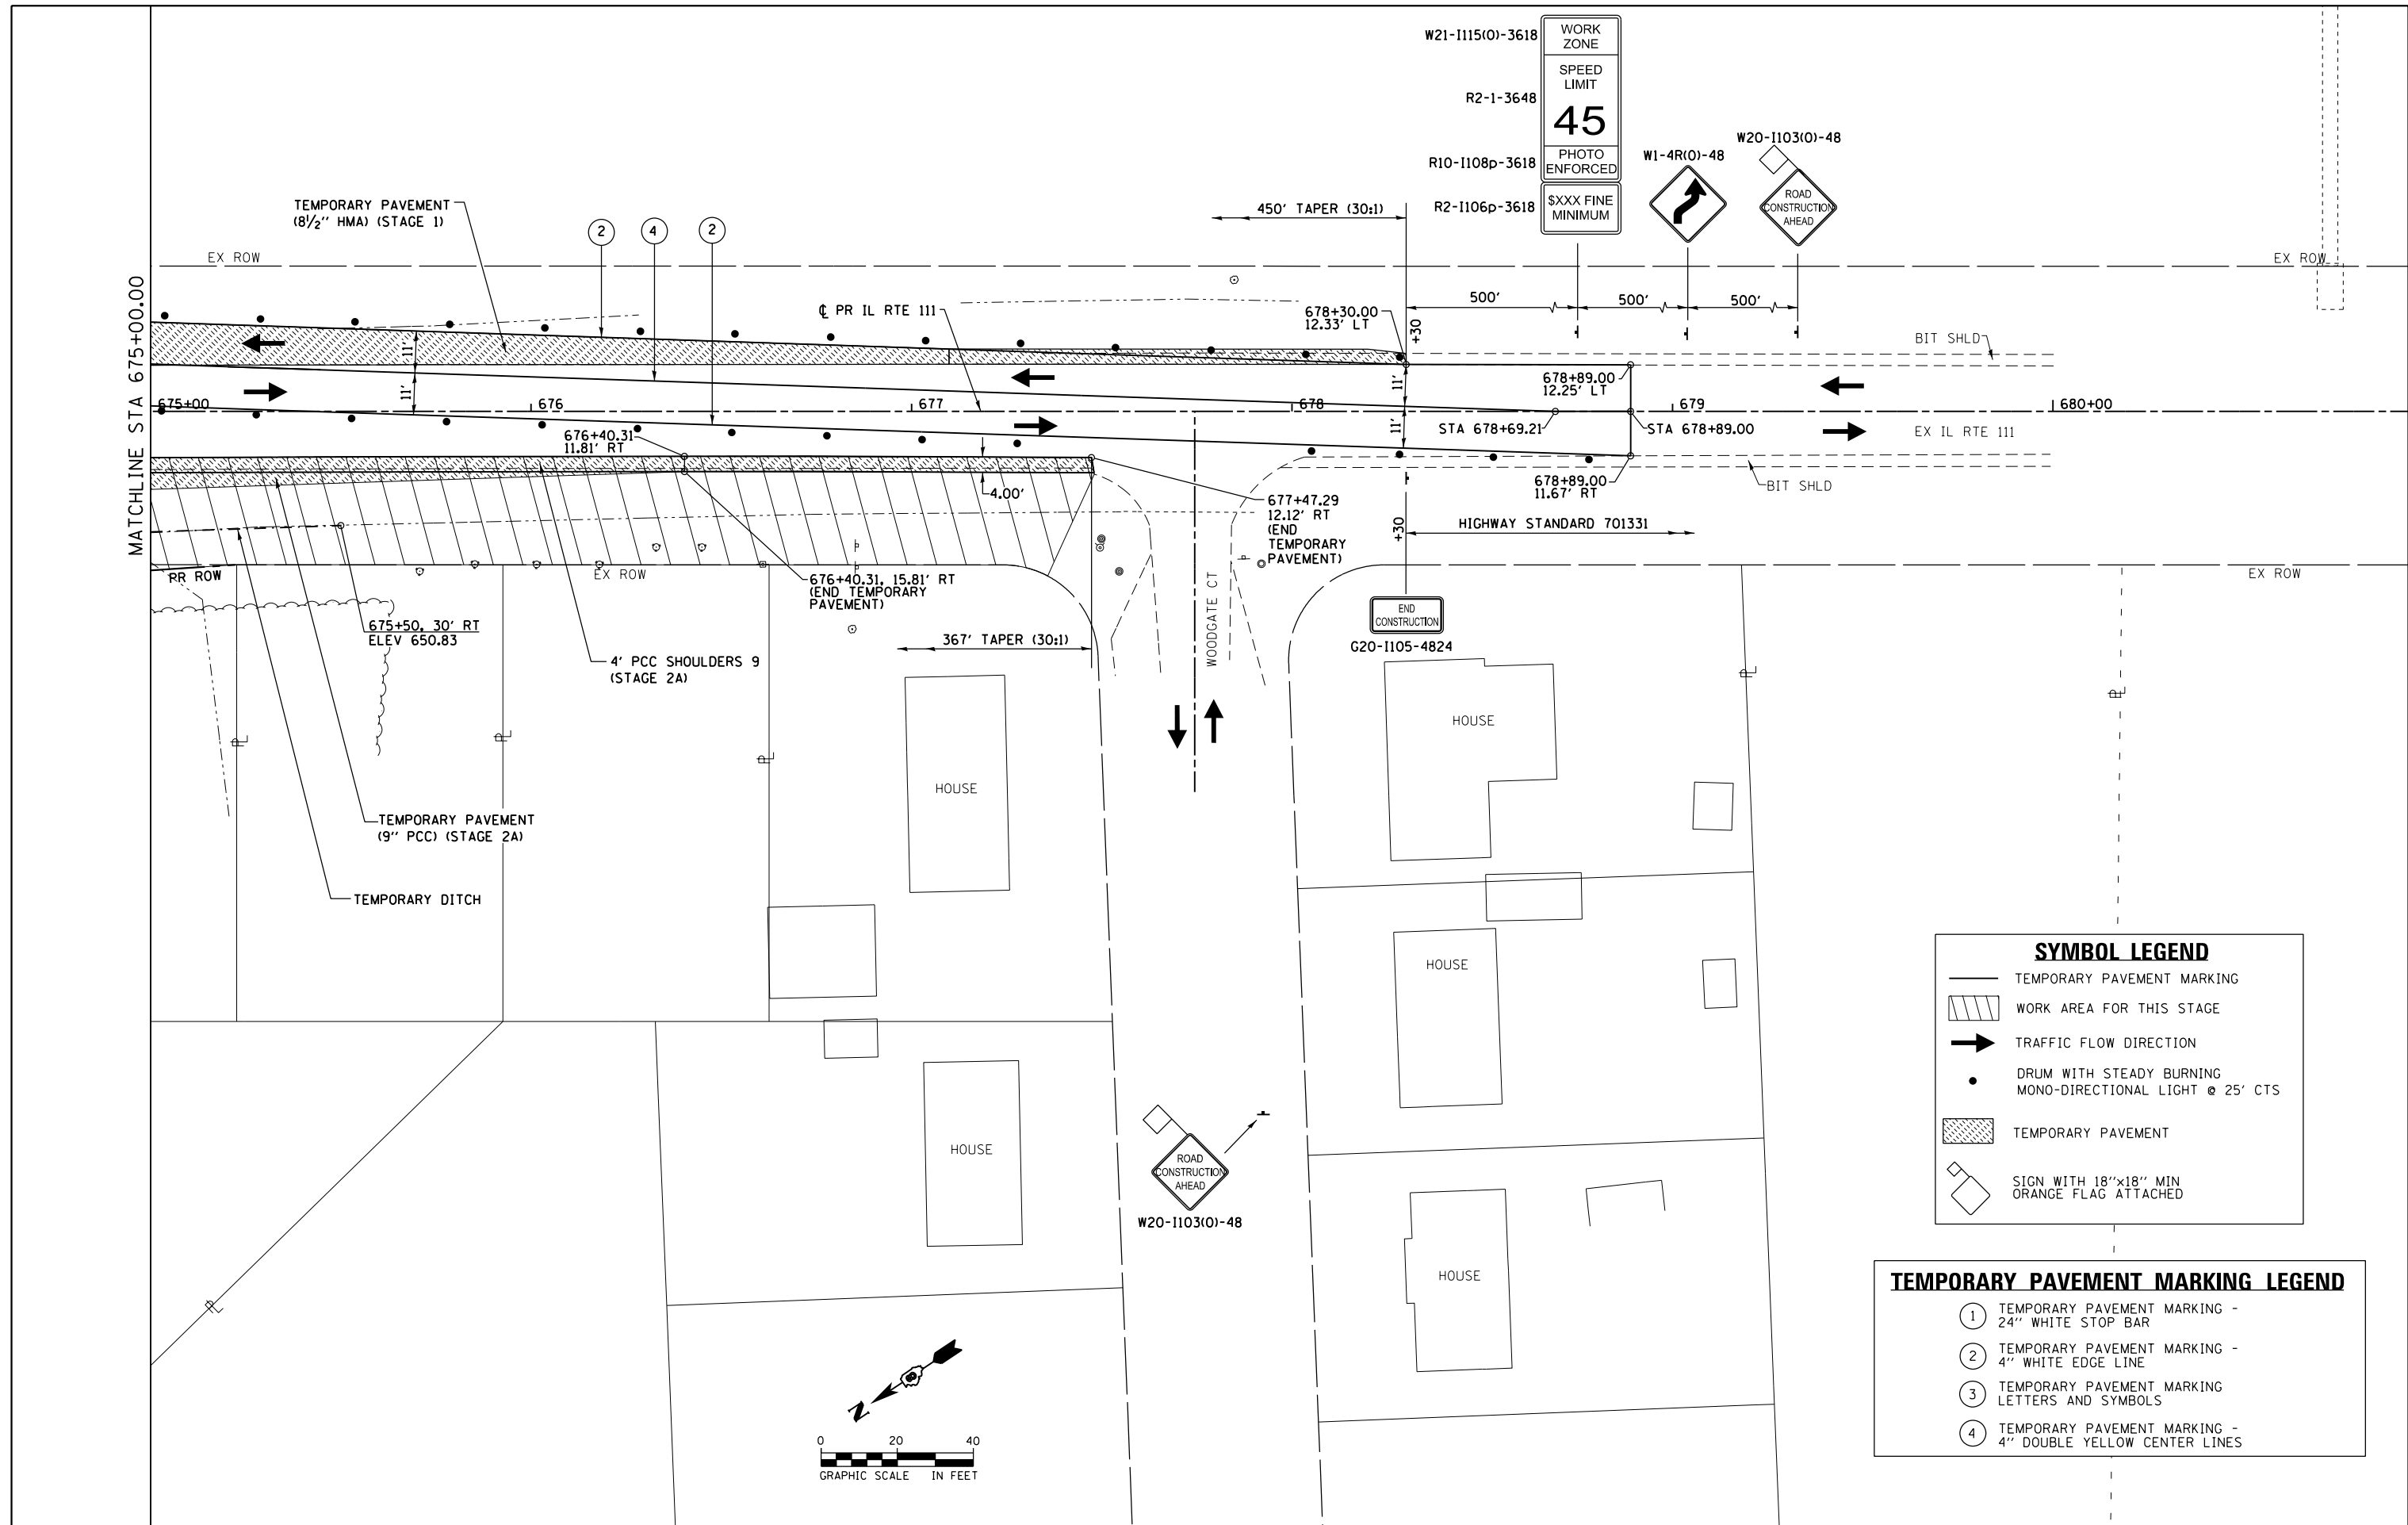 W21-I115(O)-3618
WORK
ZONE
SPEED
LIMIT
45
R2-1-3648
PHOTO
ENFORCED
R10-I108p-3618
$XXX FINE
MINIMUM
R2-I106p-3618
W1-4R(O)-48
W20-I103(O)-48
ROAD
CONSTRUCTION
AHEAD
TEMPORARY PAVEMENT
(8½" HMA) (STAGE 1)
2
4
2
450' TAPER (30:1)
EX ROW
EX ROW
500'
500'
500'
℄ PR IL RTE 111
678+30.00
12.33' LT
+30
BIT SHLD
MATCHLINE STA 675+00.00
11'
11'
11'
11'
678+89.00
12.25' LT
675+00
676
677
678
679
680+00
STA 678+69.21
STA 678+89.00
EX IL RTE 111
676+40.31
11.81' RT
4.00'
678+89.00
11.67' RT
BIT SHLD
677+47.29
12.12' RT
(END
TEMPORARY
PAVEMENT)
+30
HIGHWAY STANDARD 701331
PR ROW
EX ROW
EX ROW
676+40.31, 15.81' RT
(END TEMPORARY
PAVEMENT)
675+50, 30' RT
ELEV 650.83
367' TAPER (30:1)
WOODGATE CT
END
CONSTRUCTION
G20-I105-4824
4' PCC SHOULDERS 9
(STAGE 2A)
P
L
P
L
P
L
P
L
P
L
P
L
HOUSE
HOUSE
TEMPORARY PAVEMENT
(9" PCC) (STAGE 2A)
TEMPORARY DITCH
HOUSE
HOUSE
HOUSE
ROAD
CONSTRUCTION
AHEAD
W20-I103(O)-48
N
0 20 40
GRAPHIC SCALE IN FEET
SYMBOL LEGEND
TEMPORARY PAVEMENT MARKING
WORK AREA FOR THIS STAGE
TRAFFIC FLOW DIRECTION
DRUM WITH STEADY BURNING
MONO-DIRECTIONAL LIGHT @ 25' CTS
TEMPORARY PAVEMENT
SIGN WITH 18"x18" MIN
ORANGE FLAG ATTACHED
TEMPORARY PAVEMENT MARKING LEGEND
1 TEMPORARY PAVEMENT MARKING -
24" WHITE STOP BAR
2 TEMPORARY PAVEMENT MARKING -
4" WHITE EDGE LINE
3 TEMPORARY PAVEMENT MARKING
LETTERS AND SYMBOLS
4 TEMPORARY PAVEMENT MARKING -
4" DOUBLE YELLOW CENTER LINES